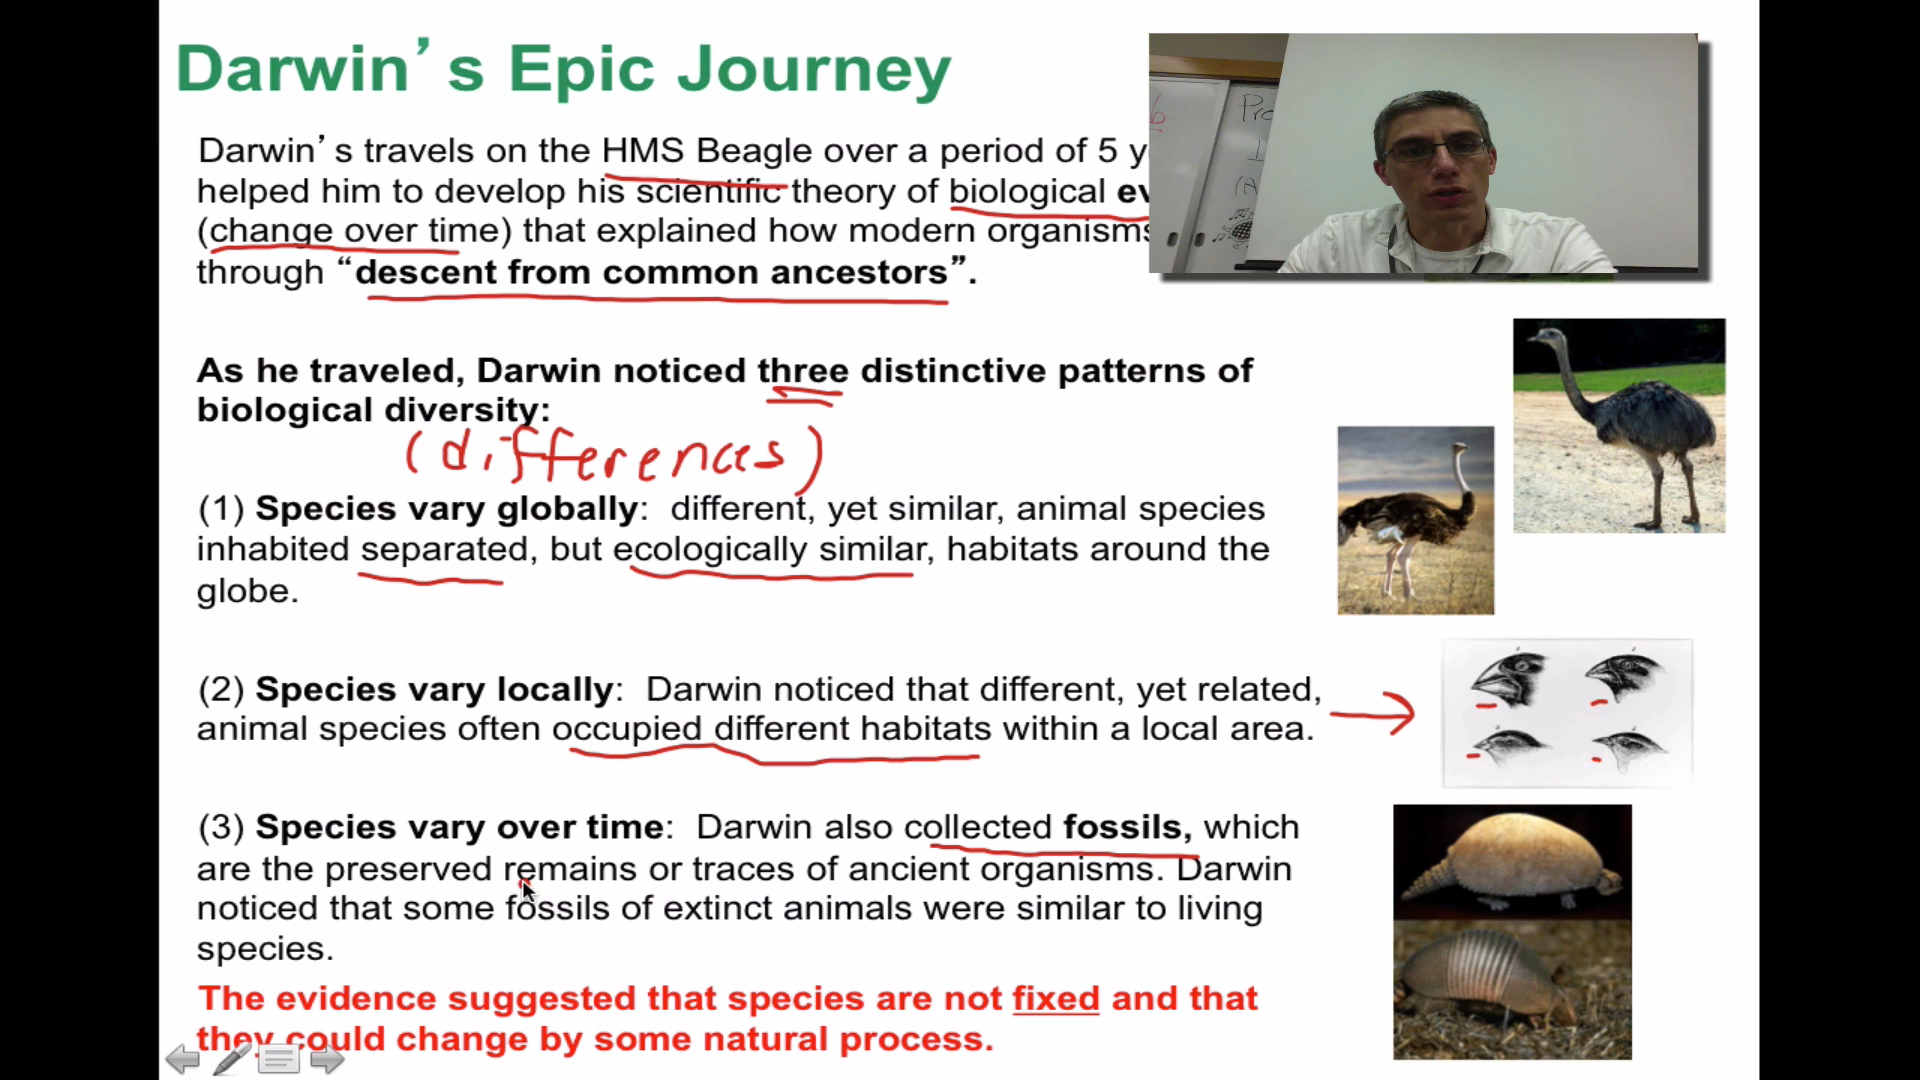 Darwin's Epic Journey
Darwin's travels on the HMS Beagle over a period of 5 y
helped him to develop his scientific theory of biological ev
(change over time) that explained how modern organisms
through “descent from common ancestors”.
As he traveled, Darwin noticed three distinctive patterns of
biological diversity:
(differences)
(1) Species vary globally: different, yet similar, animal species
inhabited separated, but ecologically similar, habitats around the
globe.
(2) Species vary locally: Darwin noticed that different, yet related,
animal species often occupied different habitats within a local area.
(3) Species vary over time: Darwin also collected fossils, which
are the preserved remains or traces of ancient organisms. Darwin
noticed that some fossils of extinct animals were similar to living
species.
The evidence suggested that species are not fixed and that
they could change by some natural process.